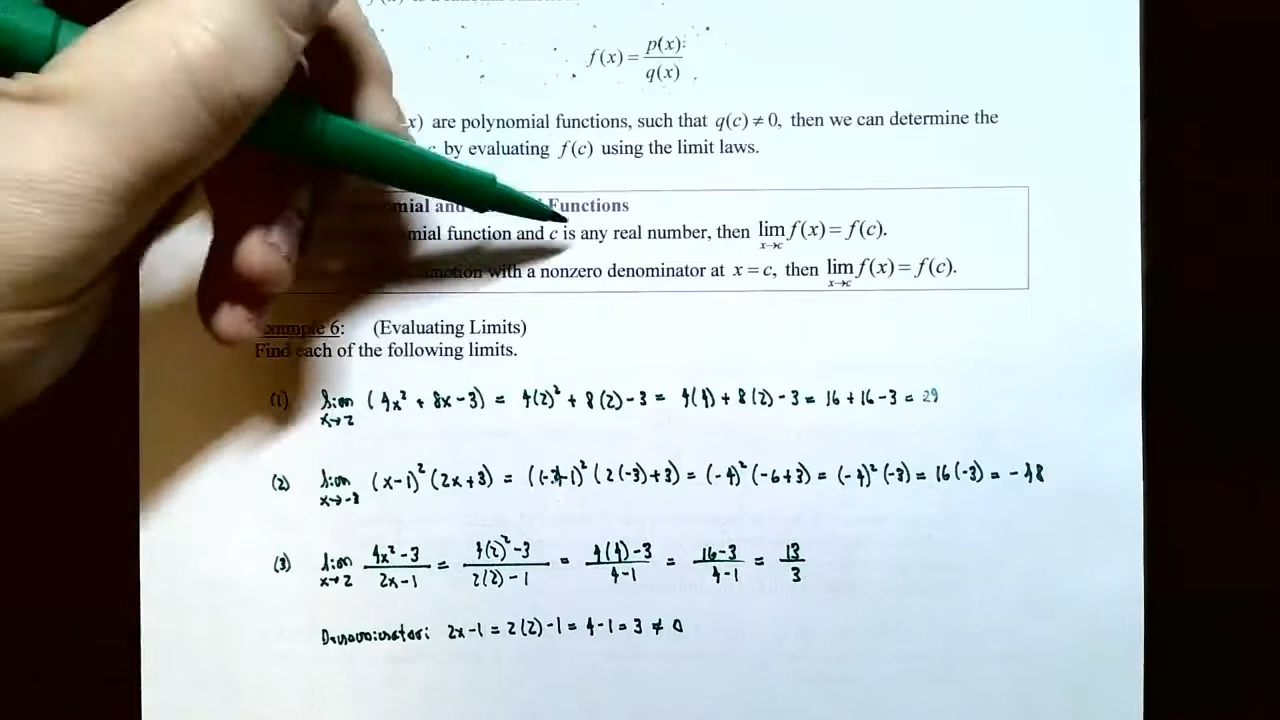 f(x) = p(x) / q(x)
x) are polynomial functions, such that q(c) ≠ 0, then we can determine the
c by evaluating f(c) using the limit laws.
and Functions
function and c is any real number, then lim x→c f(x) = f(c).
with a nonzero denominator at x = c, then lim x→c f(x) = f(c).
Example 6: (Evaluating Limits)
Find each of the following limits.
(1) lim x→2 (4x² + 8x - 3) = 4(2)² + 8(2) - 3 = 4(4) + 8(2) - 3 = 16 + 16 - 3 = 29
(2) lim x→-3 (x-1)² (2x+3) = (-3-1)² (2(-3)+3) = (-4)² (-6+3) = (-4)² (-3) = 16(-3) = -48
(3) lim x→2 (4x² - 3)/(2x - 1) = (4(2)² - 3)/(2(2) - 1) = (4(4) - 3)/(4 - 1) = (16 - 3)/(4 - 1) = 13/3
Denominator: 2x - 1 = 2(2) - 1 = 4 - 1 = 3 ≠ 0